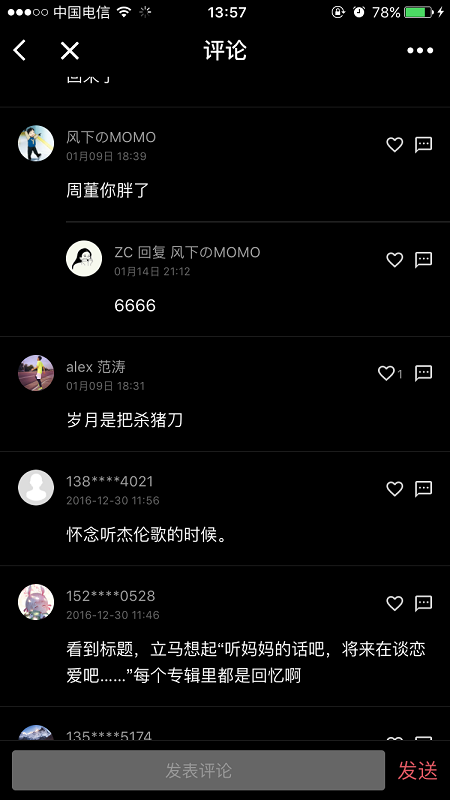 中国电信 13:57 78%
评论
回来了
风下のMOMO
01月09日 18:39
周董你胖了
ZC 回复 风下のMOMO
01月14日 21:12
6666
alex 范涛
01月09日 18:31
1
岁月是把杀猪刀
138****4021
2016-12-30 11:56
怀念听杰伦歌的时候。
152****0528
2016-12-30 11:46
看到标题，立马想起“听妈妈的话吧，将来在谈恋
爱吧……”每个专辑里都是回忆啊
135****5174
发表评论 发送